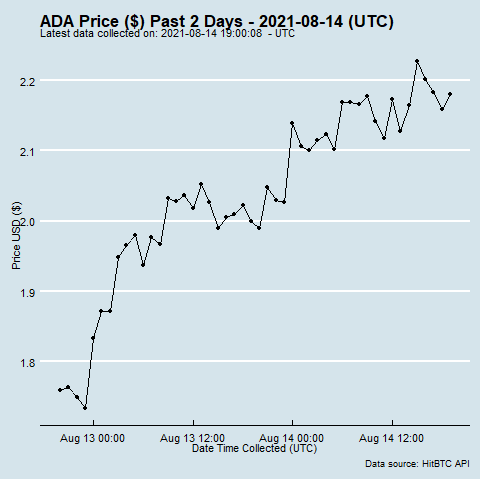 ADA Price ($) Past 2 Days - 2021-08-14 (UTC)
Latest data collected on: 2021-08-14 19:00:08  - UTC
2.2
2.1
2.0
1.9
1.8
Price USD ($)
Aug 13 00:00
Aug 13 12:00
Aug 14 00:00
Aug 14 12:00
Date Time Collected (UTC)
Data source: HitBTC API